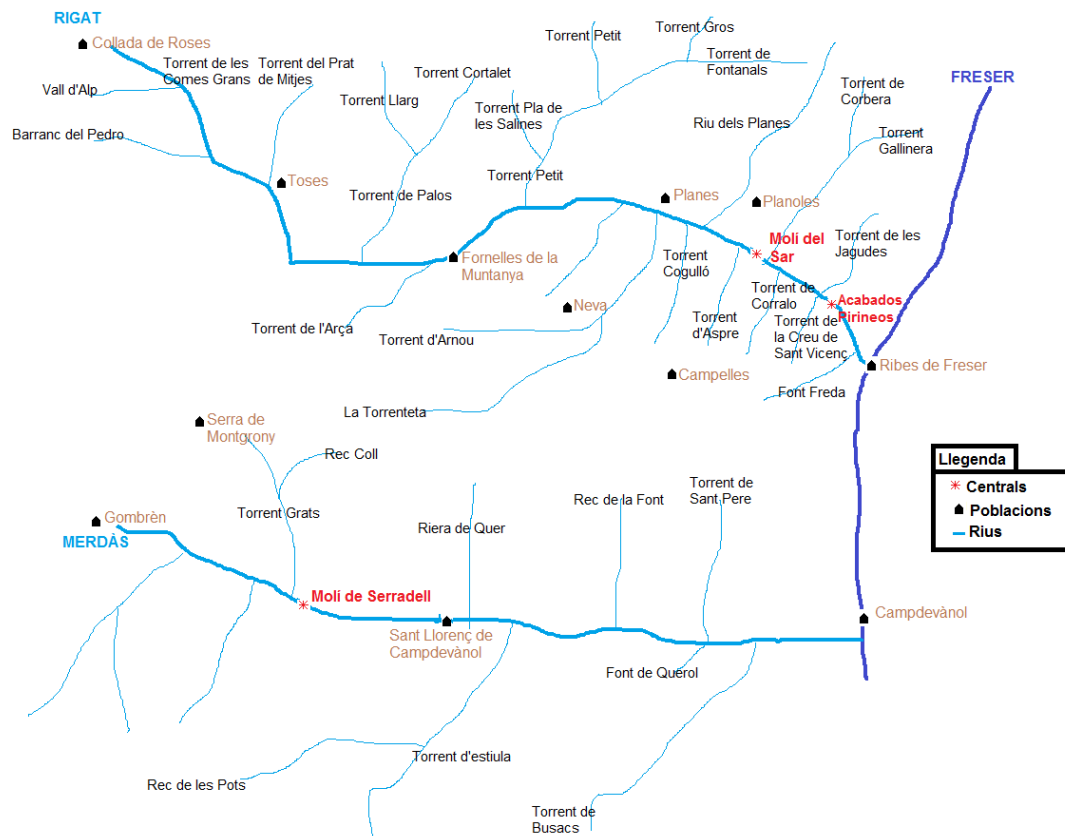 RIGAT
Collada de Roses
Torrent Petit
Torrent Gros
Torrent de les
Comes Grans
Torrent del Prat
de Mitjes
Torrent Cortalet
Torrent de
Fontanals
FRESER
Vall d'Alp
Torrent Llarg
Torrent Pla de
les Salines
Torrent de
Corbera
Barranc del Pedro
Riu dels Planes
Torrent
Gallinera
Toses
Torrent Petit
Torrent de Palos
Planes
Planoles
Fornelles de la
Muntanya
Torrent
Cogulló
Molí del
Sar
Torrent de les
Jagudes
Torrent de
Corralo
Acabados
Pirineos
Neva
Torrent de l'Arça
Torrent d'Arnou
Torrent
d'Aspre
Torrent de
la Creu de
Sant Vicenç
Ribes de Freser
Campelles
Font Freda
La Torrenteta
Serra de
Montgrony
Rec Coll
Llegenda
Centrals
Poblacions
Rius
Torrent de
Sant Pere
Rec de la Font
Torrent Grats
Riera de Quer
Gombrèn
MERDÀS
Molí de Serradell
Campdevànol
Sant Llorenç de
Campdevànol
Font de Querol
Torrent d'estiula
Rec de les Pots
Torrent de
Busacs